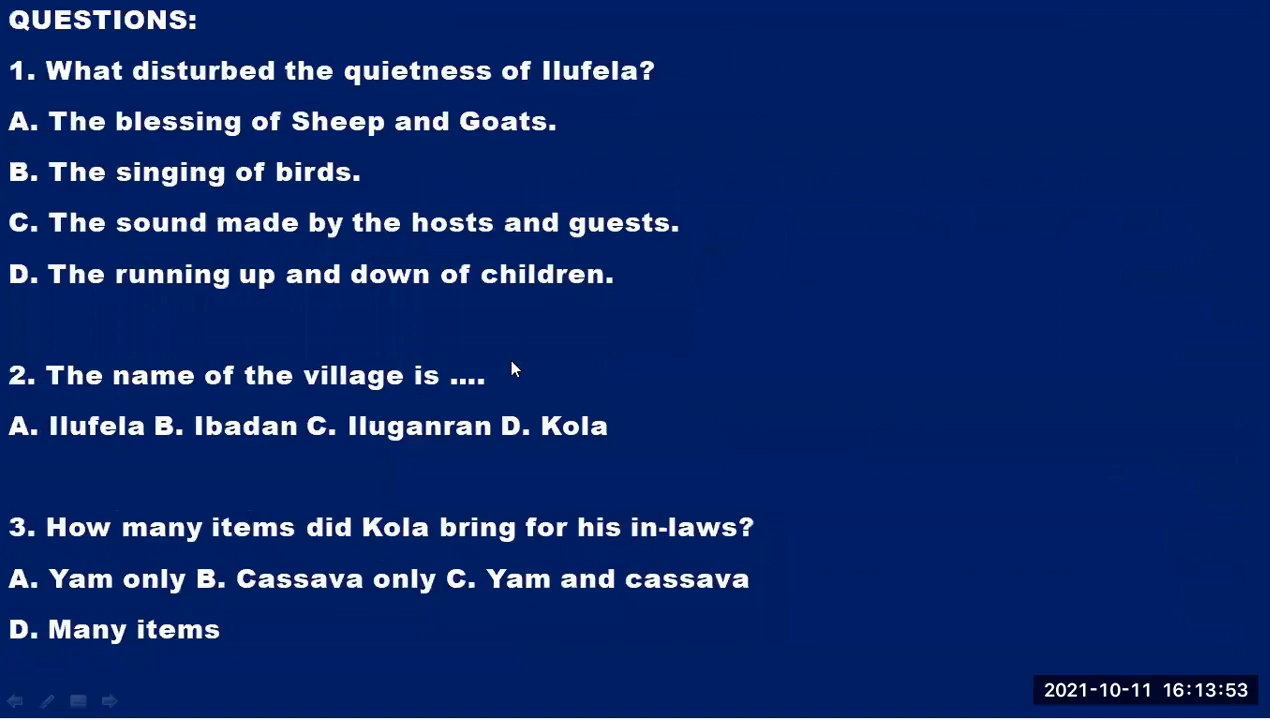 QUESTIONS:
1. What disturbed the quietness of Ilufela?
A. The blessing of Sheep and Goats.
B. The singing of birds.
C. The sound made by the hosts and guests.
D. The running up and down of children.
2. The name of the village is ....
A. Ilufela B. Ibadan C. Iluganran D. Kola
3. How many items did Kola bring for his in-laws?
A. Yam only B. Cassava only C. Yam and cassava
D. Many items
2021-10-11 16:13:53